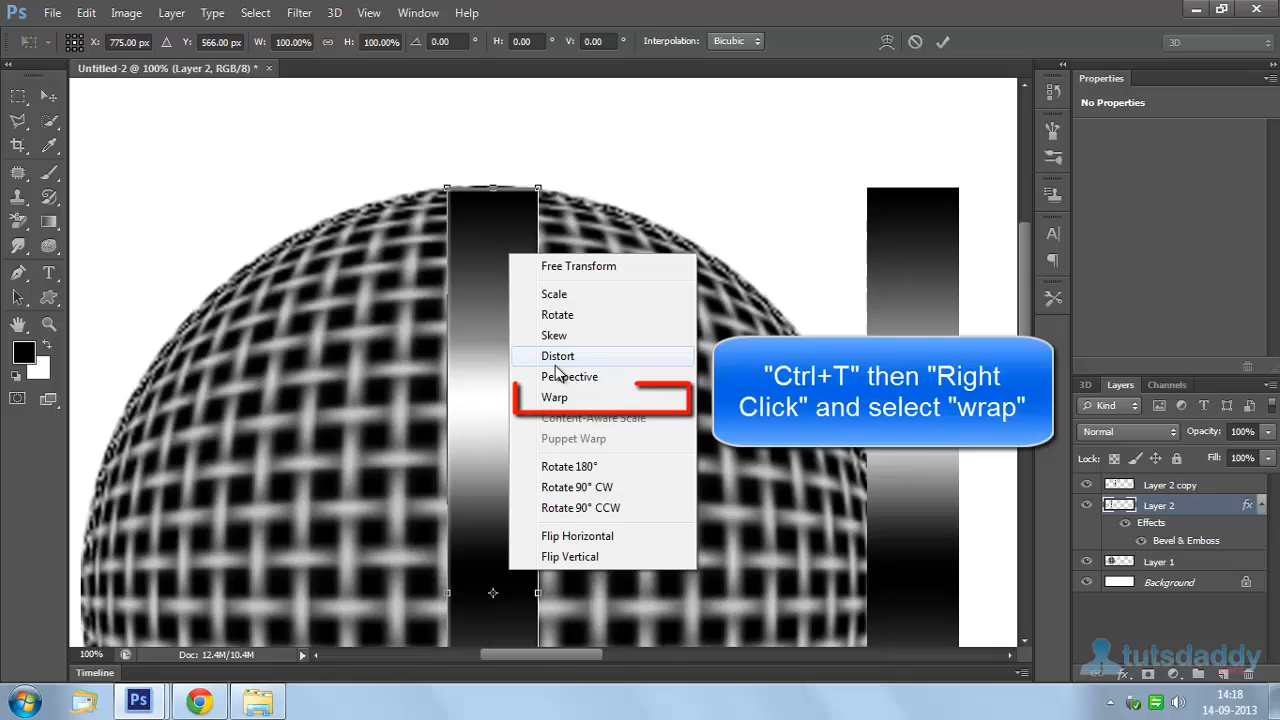 Ps File Edit Image Layer Type Select Filter 3D View Window Help
X: 775.00 px Y: 566.00 px W: 100.00% H: 100.00% 0.00 ° H: 0.00 ° V: 0.00 ° Interpolation: Bicubic 3D
Untitled-2 @ 100% (Layer 2, RGB/8) * ×
Properties
No Properties
Free Transform
Scale
Rotate
Skew
Distort
Perspective
Warp
Content-Aware Scale
Puppet Warp
Rotate 180°
Rotate 90° CW
Rotate 90° CCW
Flip Horizontal
Flip Vertical
"Ctrl+T" then "Right
Click" and select "wrap"
3D Layers Channels
Kind
Normal Opacity: 100%
Lock: Fill: 100%
Layer 2 copy
Layer 2 fx
Effects
Bevel & Emboss
Layer 1
Background
tutsdaddy
100% Doc: 12.4M/10.4M
Timeline
Ps
14:18
14-09-2013